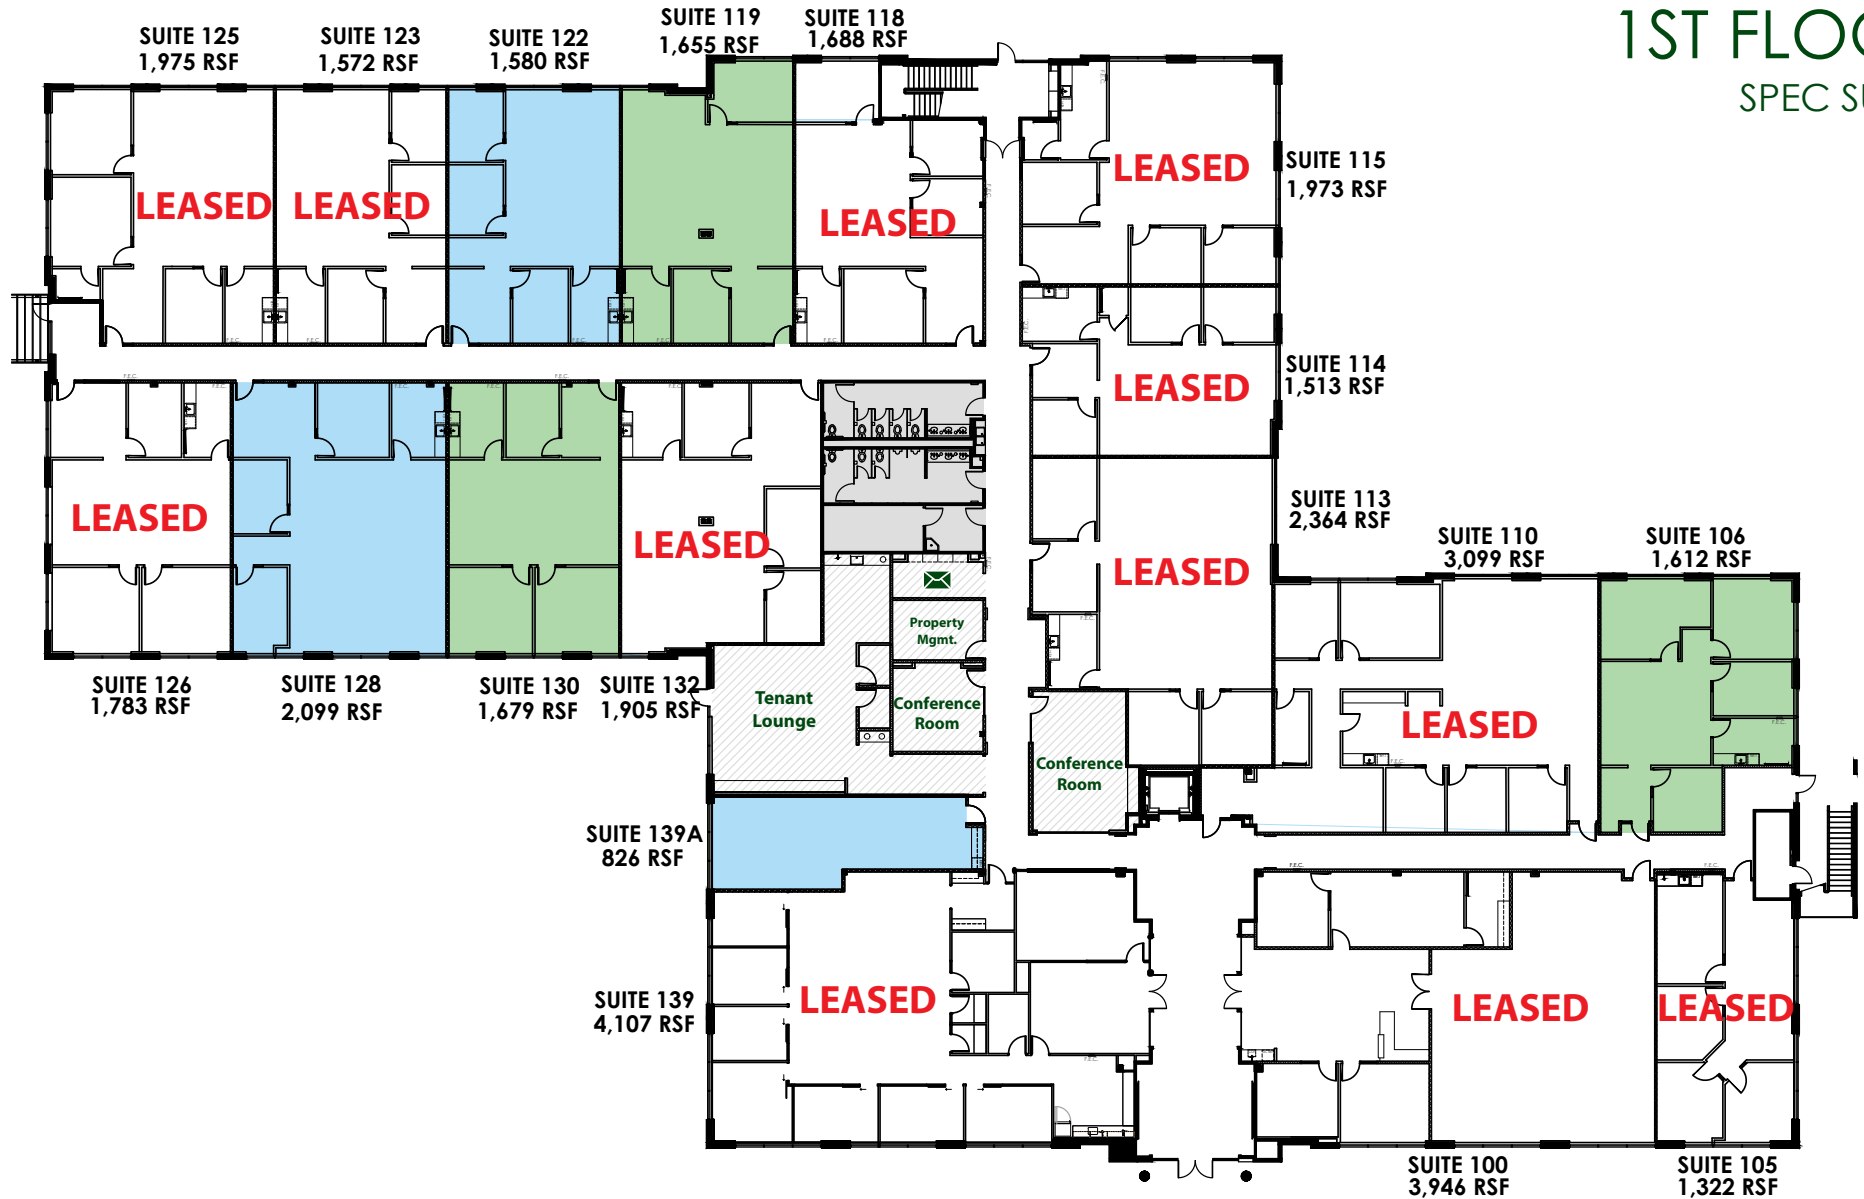 1ST FLOO
SPEC SU
SUITE 125
1,975 RSF
SUITE 123
1,572 RSF
SUITE 122
1,580 RSF
SUITE 119
1,655 RSF
SUITE 118
1,688 RSF
LEASED
LEASED
LEASED
LEASED
SUITE 115
1,973 RSF
LEASED
SUITE 114
1,513 RSF
LEASED
LEASED
LEASED
SUITE 113
2,364 RSF
SUITE 110
3,099 RSF
SUITE 106
1,612 RSF
Property
Mgmt.
SUITE 126
1,783 RSF
SUITE 128
2,099 RSF
SUITE 130
1,679 RSF
SUITE 132
1,905 RSF
Tenant
Lounge
Conference
Room
LEASED
Conference
Room
SUITE 139A
826 RSF
F.E.C.
F.E.C.
F.E.C.
F.E.C.
F.E.C.
F.E.C.
SUITE 139
4,107 RSF
LEASED
LEASED
LEASED
SUITE 100
3,946 RSF
SUITE 105
1,322 RSF